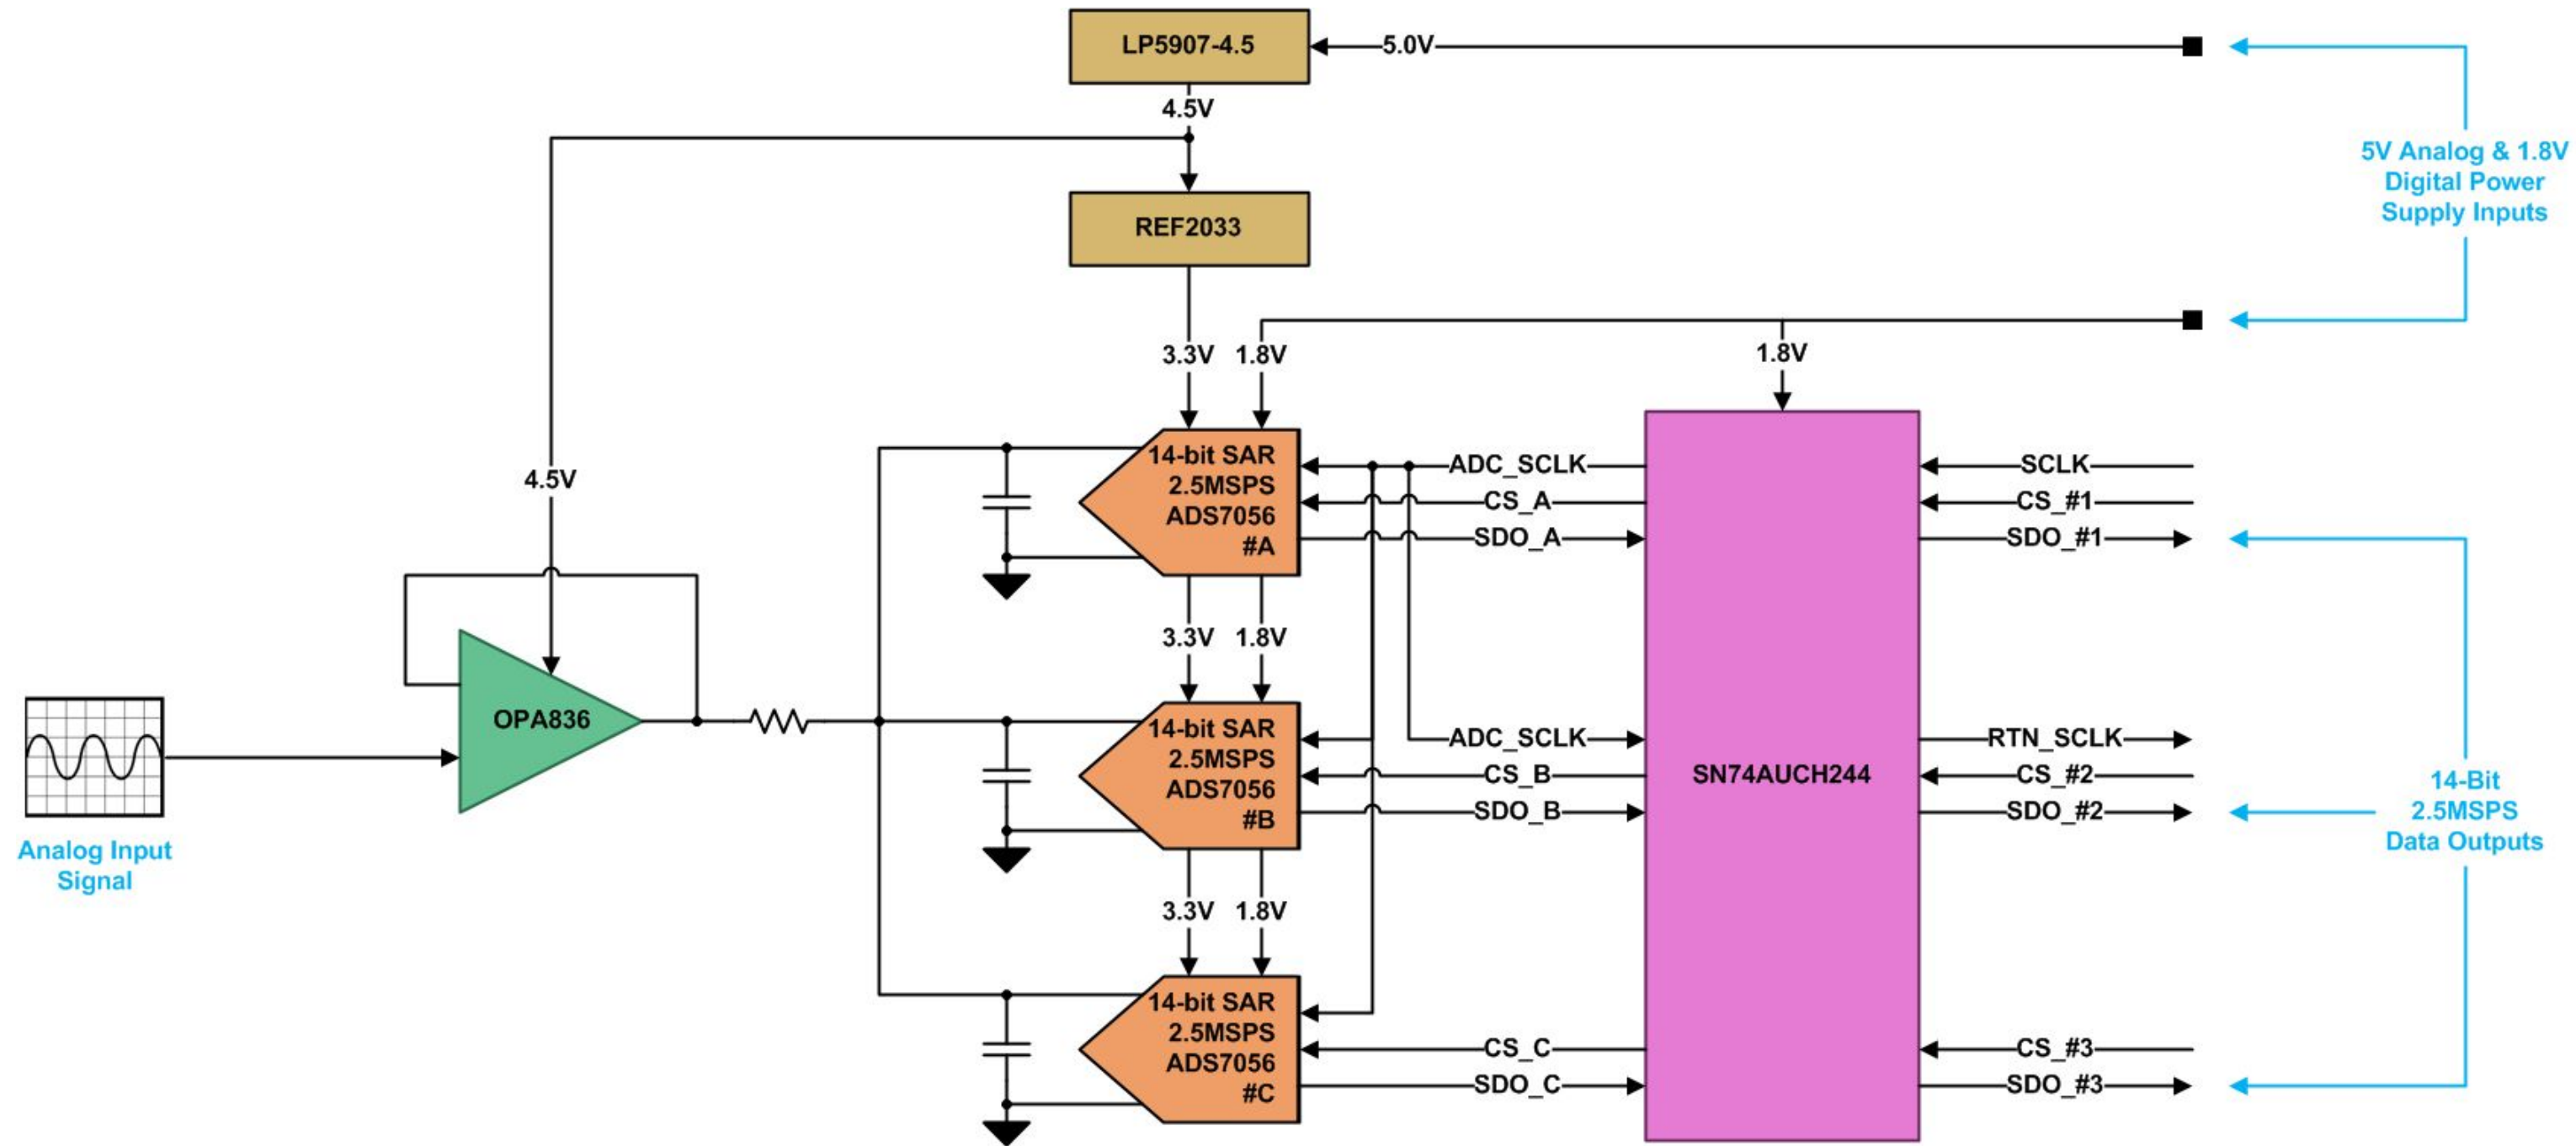 LP5907-4.5
5.0V
4.5V
5V Analog & 1.8V
Digital Power
Supply Inputs
REF2033
3.3V 1.8V
1.8V
4.5V
14-bit SAR
2.5MSPS
ADS7056
#A
ADC_SCLK
CS_A
SDO_A
SCLK
CS_#1
SDO_#1
3.3V 1.8V
OPA836
Analog Input
Signal
14-bit SAR
2.5MSPS
ADS7056
#B
ADC_SCLK
CS_B
SDO_B
SN74AUCH244
RTN_SCLK
CS_#2
SDO_#2
14-Bit
2.5MSPS
Data Outputs
3.3V 1.8V
14-bit SAR
2.5MSPS
ADS7056
#C
CS_C
SDO_C
CS_#3
SDO_#3